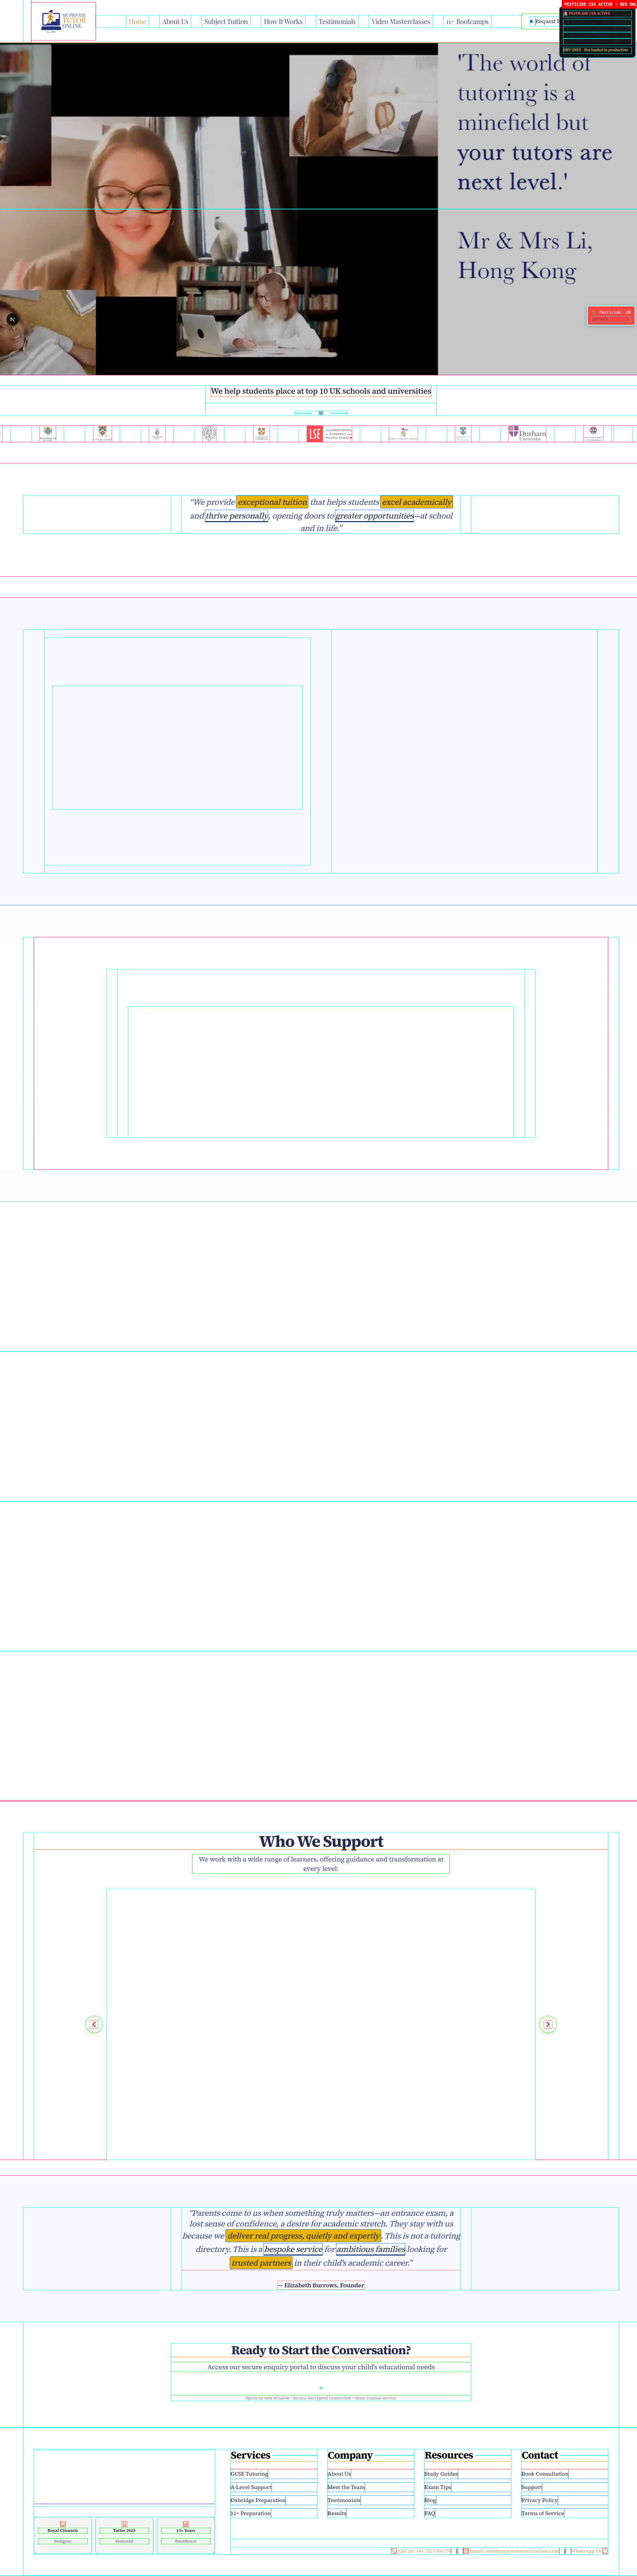 PESTICIDE CSS ACTIVE - DEV ONL
MY PRIVATE
TUTOR
ONLINE
Home
About Us
Subject Tuition
How It Works
Testimonials
Video Masterclasses
11+ Bootcamps
Request
PESTICIDE CSS ACTIVE
DEV ONLY - Not loaded in production
'The world of
tutoring is a
minefield but
your tutors are
next level.'
Mr & Mrs Li,
Hong Kong
N
Pesticide: ON
We help students place at top 10 UK schools and universities
LSE
Durham
University
“We provide exceptional tuition that helps students excel academically
and thrive personally, opening doors to greater opportunities—at school
and in life.”
Who We Support
We work with a wide range of learners, offering guidance and transformation at
every level:
“Parents come to us when something truly matters—an entrance exam, a
lost sense of confidence, a desire for academic stretch. They stay with us
because we deliver real progress, quietly and expertly. This is not a tutoring
directory. This is a bespoke service for ambitious families looking for
trusted partners in their child's academic career.”
— Elizabeth Burrows, Founder
Ready to Start the Conversation?
Access our secure enquiry portal to discuss your child's educational needs
Opens in new window • Secure encrypted connection • Same trusted service
Royal Clientele
Pedigree
Tatler 2025
Featured
15+ Years
Excellence
Services
GCSE Tutoring
A-Level Support
Oxbridge Preparation
11+ Preparation
Company
About Us
Meet the Team
Testimonials
Results
Resources
Study Guides
Exam Tips
Blog
FAQ
Contact
Book Consultation
Support
Privacy Policy
Terms of Service
WhatsApp Us